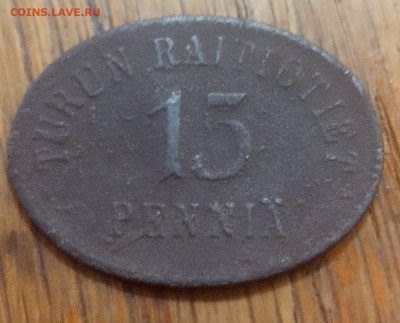 COINS.LAVE.RU
TURUN RAITIOTIET
15
PENNIÄ